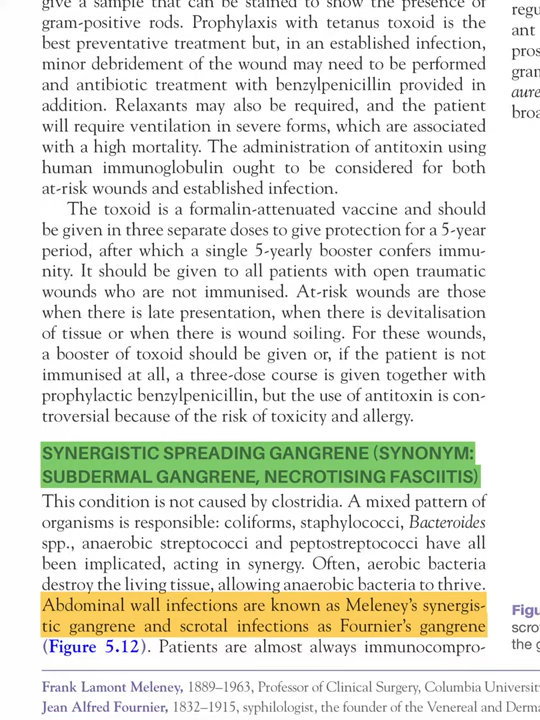 give a sample that can be stained to show the presence of
gram-positive rods. Prophylaxis with tetanus toxoid is the
best preventative treatment but, in an established infection,
minor debridement of the wound may need to be performed
and antibiotic treatment with benzylpenicillin provided in
addition. Relaxants may also be required, and the patient
will require ventilation in severe forms, which are associated
with a high mortality. The administration of antitoxin using
human immunoglobulin ought to be considered for both
at-risk wounds and established infection.
The toxoid is a formalin-attenuated vaccine and should
be given in three separate doses to give protection for a 5-year
period, after which a single 5-yearly booster confers immu-
nity. It should be given to all patients with open traumatic
wounds who are not immunised. At-risk wounds are those
when there is late presentation, when there is devitalisation
of tissue or when there is wound soiling. For these wounds,
a booster of toxoid should be given or, if the patient is not
immunised at all, a three-dose course is given together with
prophylactic benzylpenicillin, but the use of antitoxin is con-
troversial because of the risk of toxicity and allergy.
SYNERGISTIC SPREADING GANGRENE (SYNONYM:
SUBDERMAL GANGRENE, NECROTISING FASCIITIS)
This condition is not caused by clostridia. A mixed pattern of
organisms is responsible: coliforms, staphylococci, Bacteroides
spp., anaerobic streptococci and peptostreptococci have all
been implicated, acting in synergy. Often, aerobic bacteria
destroy the living tissue, allowing anaerobic bacteria to thrive.
Abdominal wall infections are known as Meleney's synergis-
tic gangrene and scrotal infections as Fournier's gangrene
(Figure 5.12). Patients are almost always immunocompro-
Frank Lamont Meleney, 1889–1963, Professor of Clinical Surgery, Columbia Universit
Jean Alfred Fournier, 1832–1915, syphilologist, the founder of the Venereal and Derma
regu
ant
pros
gram
aure
broa
Figu
scro
the g